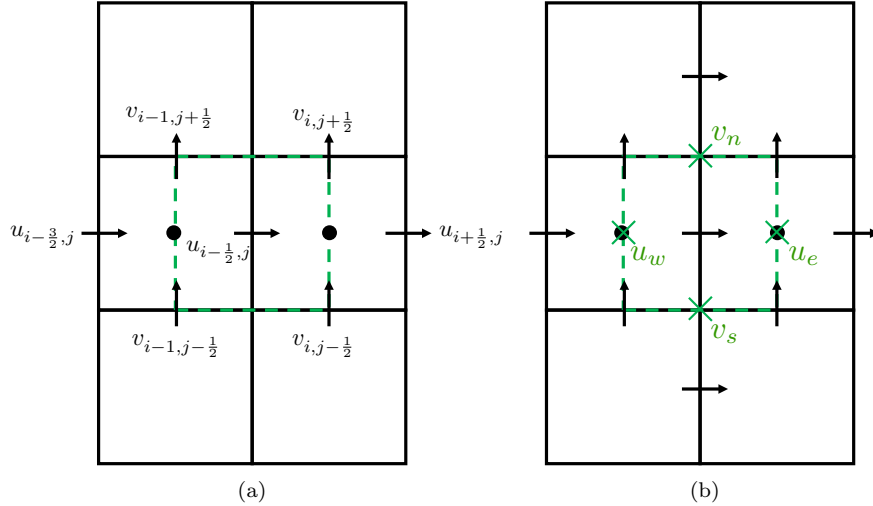 v_{i-1,j+\frac{1}{2}} v_{i,j+\frac{1}{2}}
u_{i-\frac{3}{2},j} u_{i-\frac{1}{2},j} u_{i+\frac{1}{2},j}
v_{i-1,j-\frac{1}{2}} v_{i,j-\frac{1}{2}}
(a)
v_n
u_w u_e
v_s
(b)